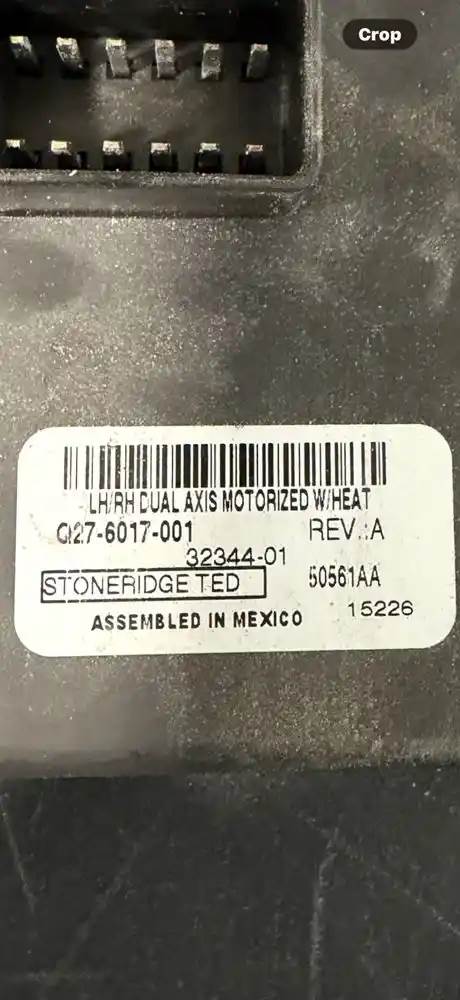 Crop
LH/RH DUAL AXIS MOTORIZED W/HEAT
Q27-6017-001 REV.:A
32344-01
STONERIDGE TED 50561AA
ASSEMBLED IN MEXICO 15226